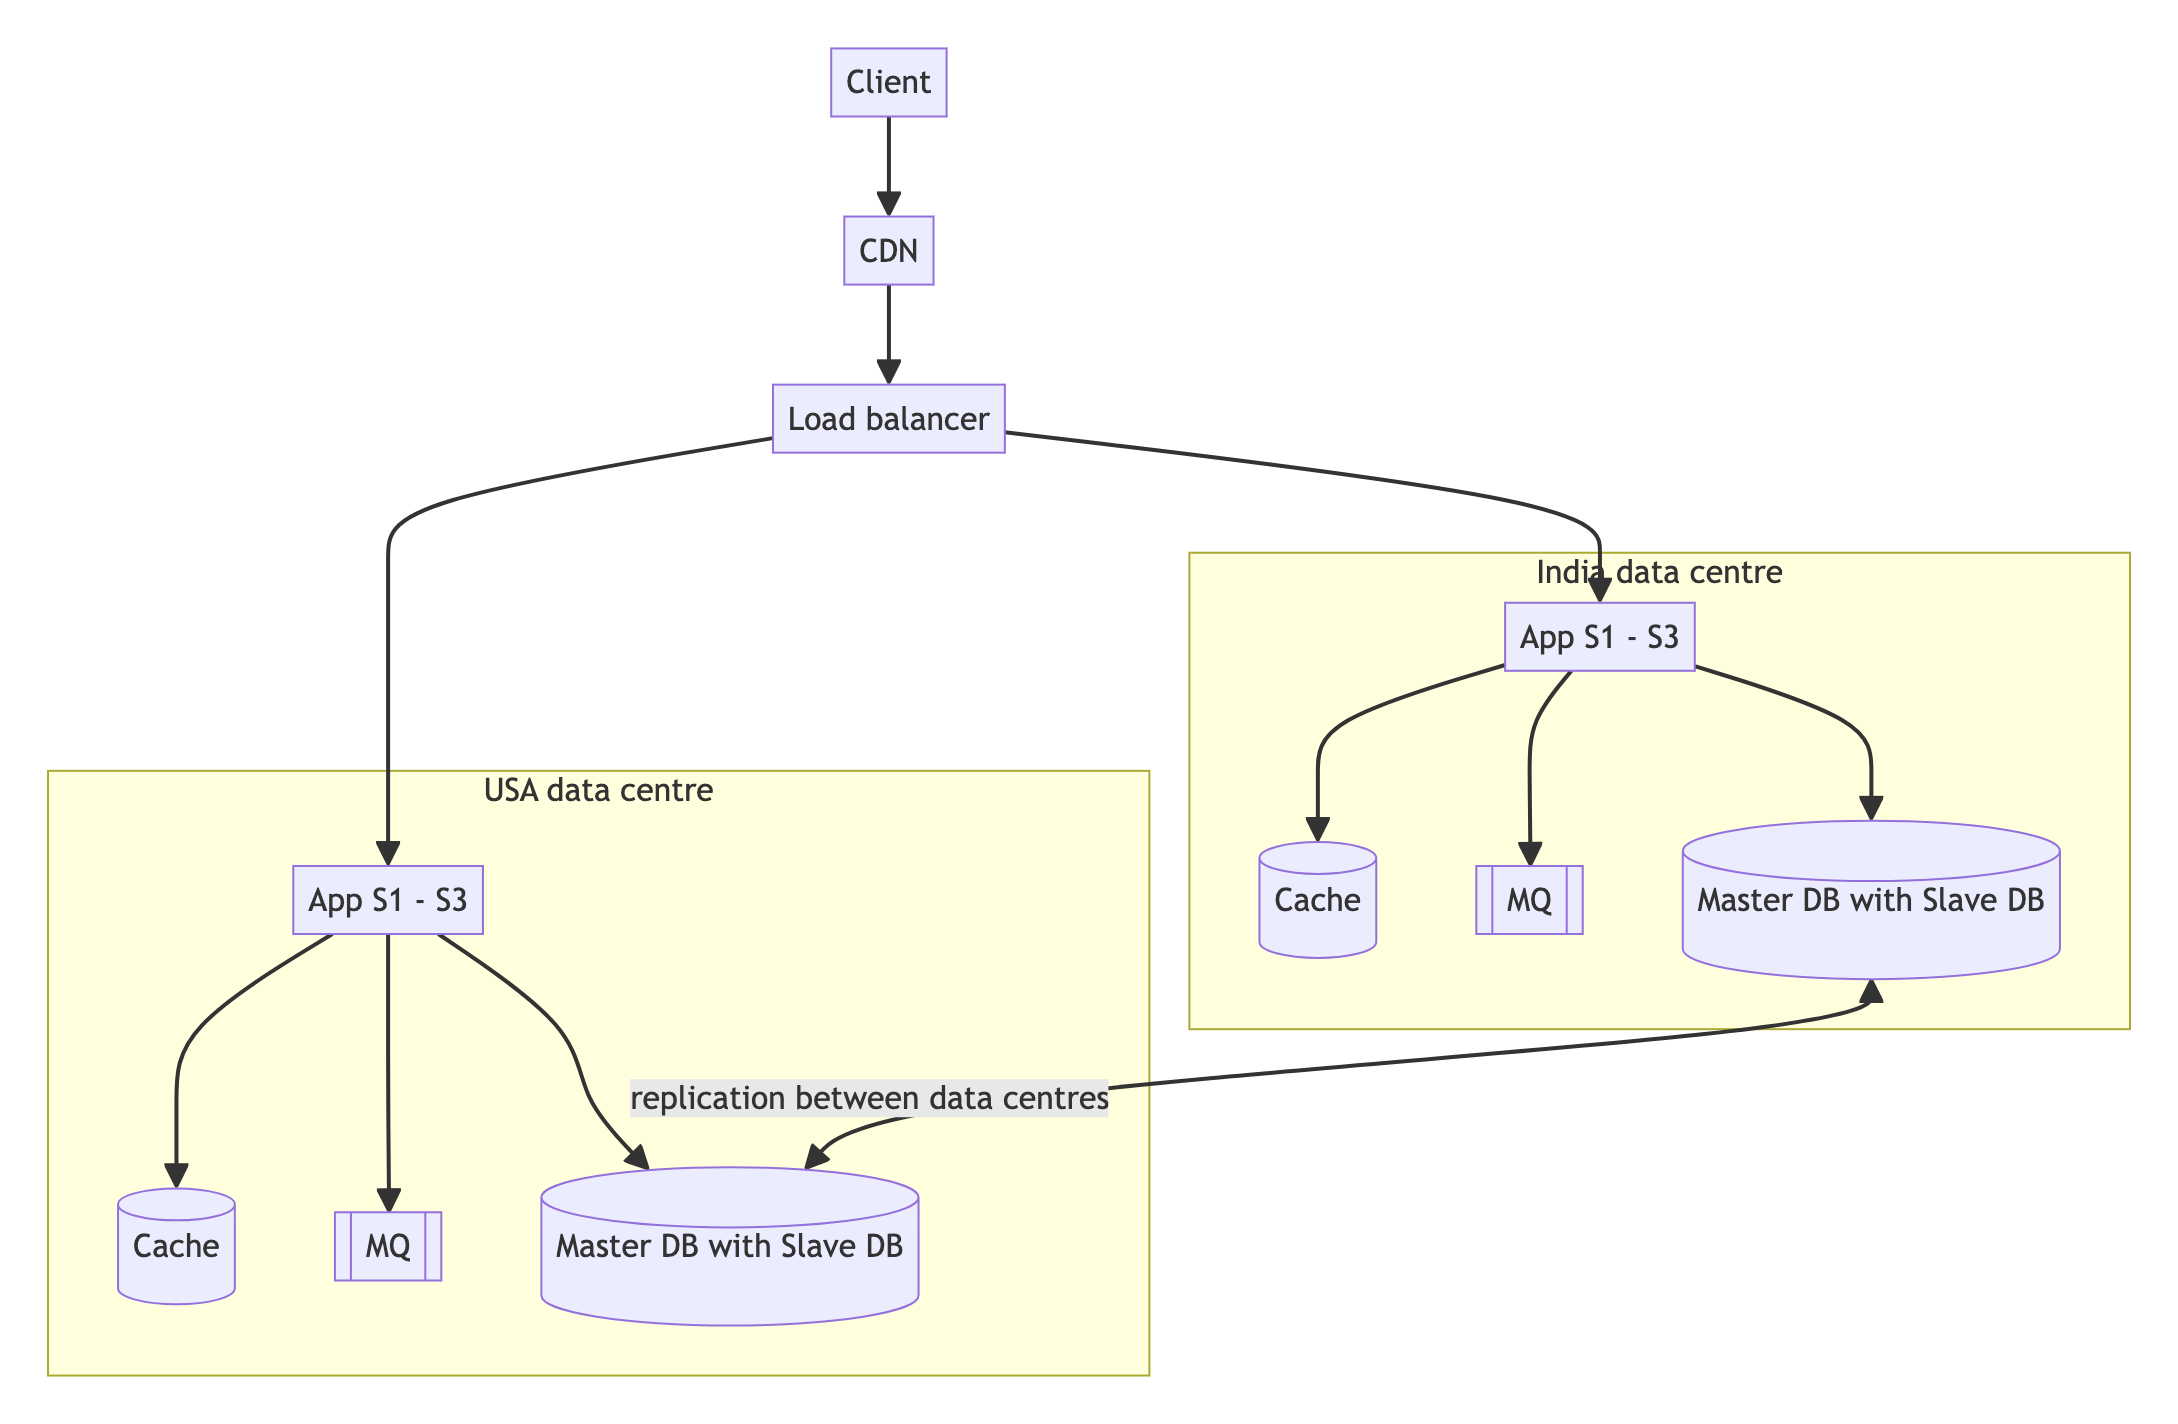 Client
CDN
Load balancer
India data centre
App S1 - S3
Cache
MQ
Master DB with Slave DB
USA data centre
App S1 - S3
replication between data centres
Cache
MQ
Master DB with Slave DB